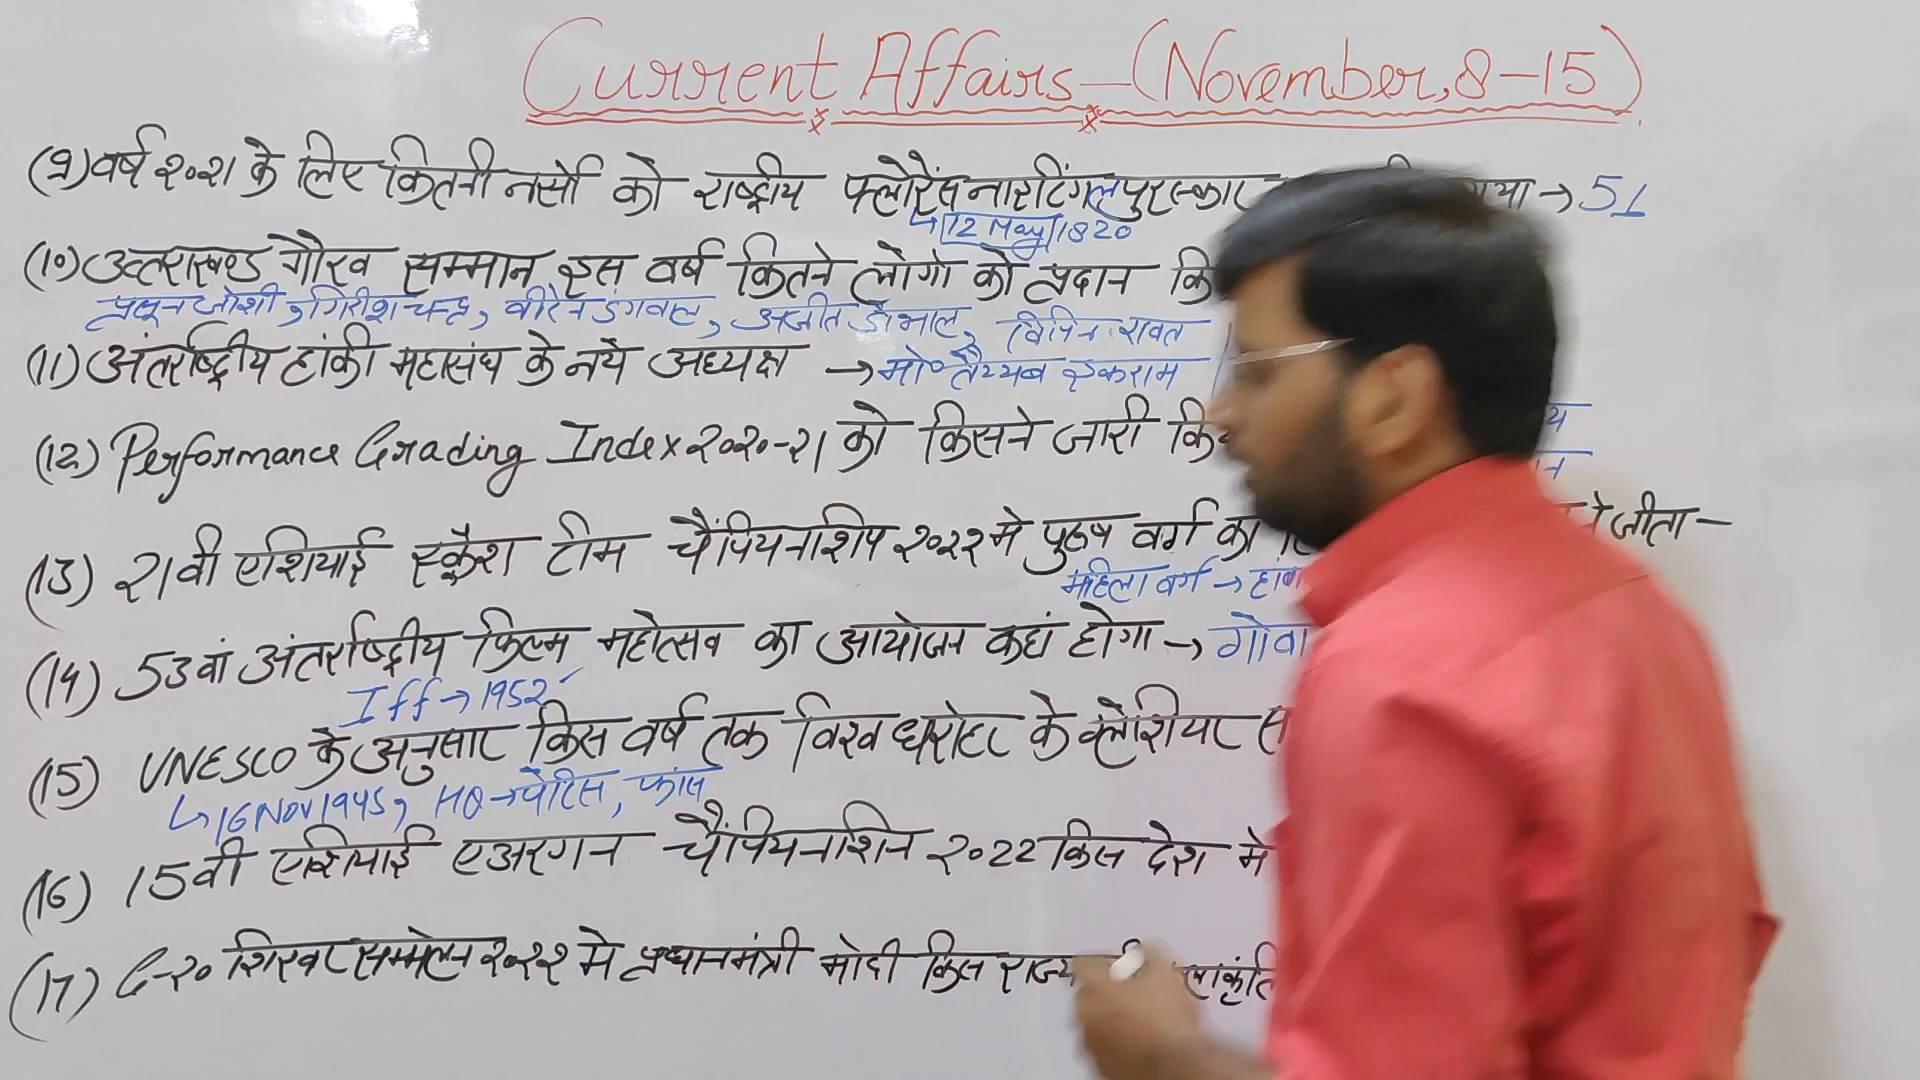 Current Affairs - (November, 8-15)
(9) वर्ष २०२१ के लिए कितनी नर्सो को राष्ट्रीय फ्लोरेंस नाइटिंगल पुरस्कार या → 51
↳ 12 May 1820
(10) उत्तराखण्ड गौरव सम्मान इस वर्ष कितने लोगो को प्रदान कि
प्रसून जोशी, गिरीश चन्द्र, वीरेन डंगवाल, अजीत डोभाल, विपिन रावत
(11) अंतर्राष्ट्रीय हांकी महासंघ के नये अध्यक्ष → मो० तैय्यब इकराम
(12) Performance Grading Index २०२०-२१ को किसने जारी कि
(13) २१वी एशियाई स्क्वैश टीम चैंपियनशिप २०२२ मे पुरूष वर्ग का ने जीता -
महिला वर्ग → हांग
(14) 53वां अंतर्राष्ट्रीय फिल्म महोत्सव का आयोजन कहां होगा → गोवा
Iff → 1952
(15) UNESCO के अनुसार किस वर्ष तक विश्व धरोहर के ग्लेशियर स
↳ 16 Nov 1945, HQ → पेरिस, फ्रांस
(16) 15वी एशियाई एअरगन चैंपियनशिप २०22 किस देश मे
(17) G-२० शिखर सम्मेलन २०२२ मे प्रधानमंत्री मोदी किस राज्य